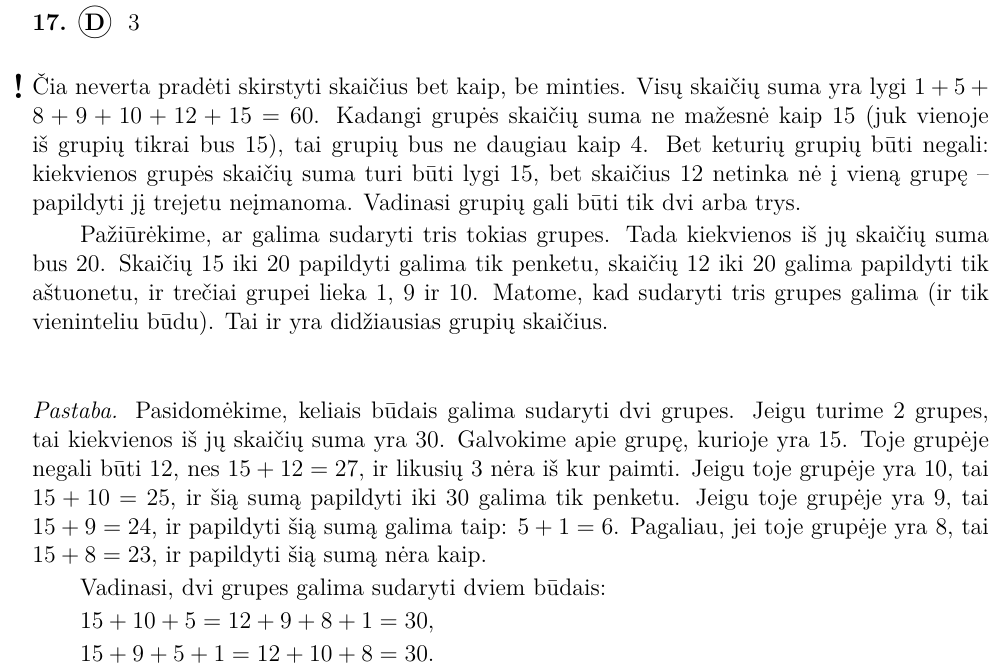 17. D 3
! Čia neverta pradėti skirstyti skaičius bet kaip, be minties. Visų skaičių suma yra lygi 1 + 5 +
8 + 9 + 10 + 12 + 15 = 60. Kadangi grupės skaičių suma ne mažesnė kaip 15 (juk vienoje
iš grupių tikrai bus 15), tai grupių bus ne daugiau kaip 4. Bet keturių grupių būti negali:
kiekvienos grupės skaičių suma turi būti lygi 15, bet skaičius 12 netinka nė į vieną grupę –
papildyti jį trejetu neįmanoma. Vadinasi grupių gali būti tik dvi arba trys.
Pažiūrėkime, ar galima sudaryti tris tokias grupes. Tada kiekvienos iš jų skaičių suma
bus 20. Skaičių 15 iki 20 papildyti galima tik penketu, skaičių 12 iki 20 galima papildyti tik
aštuonetu, ir trečiai grupei lieka 1, 9 ir 10. Matome, kad sudaryti tris grupes galima (ir tik
vieninteliu būdu). Tai ir yra didžiausias grupių skaičius.
Pastaba. Pasidomėkime, keliais būdais galima sudaryti dvi grupes. Jeigu turime 2 grupes,
tai kiekvienos iš jų skaičių suma yra 30. Galvokime apie grupę, kurioje yra 15. Toje grupėje
negali būti 12, nes 15 + 12 = 27, ir likusių 3 nėra iš kur paimti. Jeigu toje grupėje yra 10, tai
15 + 10 = 25, ir šią sumą papildyti iki 30 galima tik penketu. Jeigu toje grupėje yra 9, tai
15 + 9 = 24, ir papildyti šią sumą galima taip: 5 + 1 = 6. Pagaliau, jei toje grupėje yra 8, tai
15 + 8 = 23, ir papildyti šią sumą nėra kaip.
Vadinasi, dvi grupes galima sudaryti dviem būdais:
15 + 10 + 5 = 12 + 9 + 8 + 1 = 30,
15 + 9 + 5 + 1 = 12 + 10 + 8 = 30.